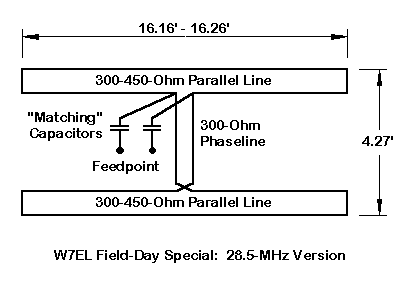 16.16' - 16.26'
300-450-Ohm Parallel Line
"Matching"
Capacitors
300-Ohm
Phaseline
4.27'
Feedpoint
300-450-Ohm Parallel Line
W7EL Field-Day Special: 28.5-MHz Version